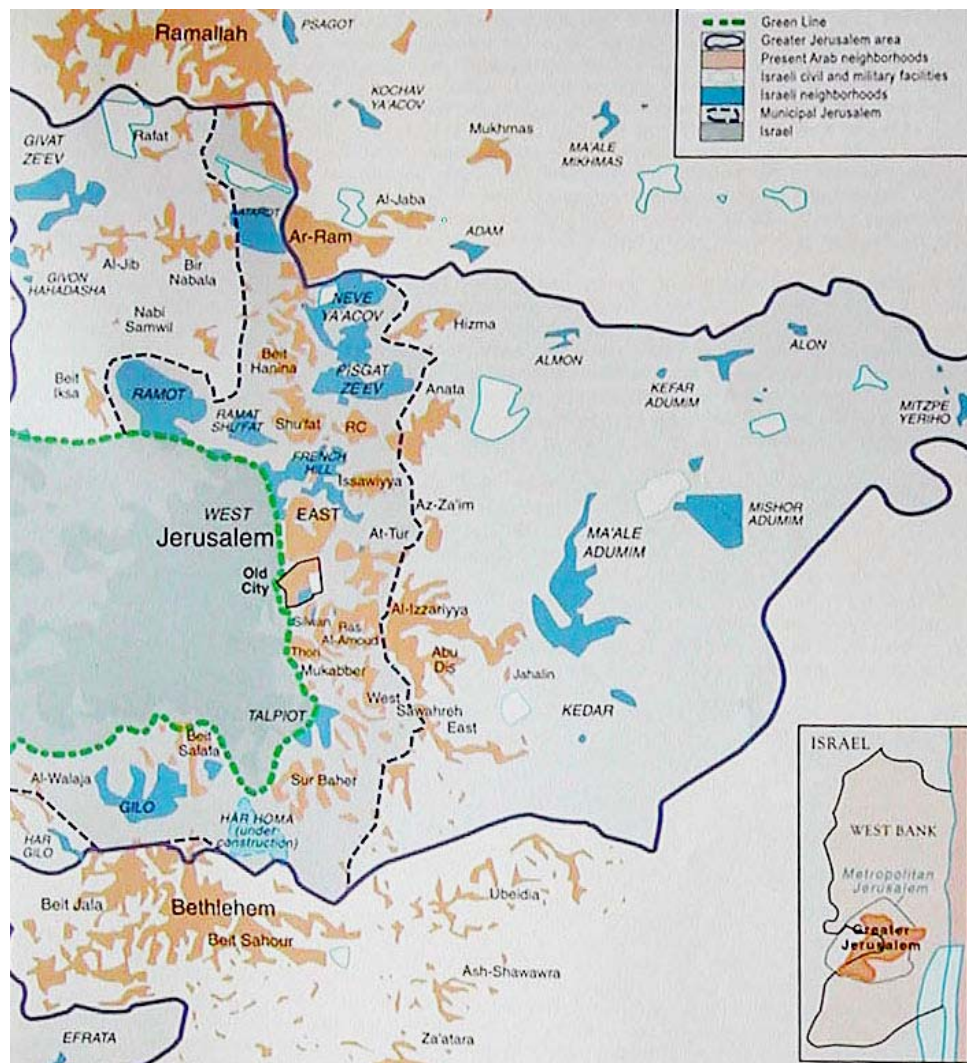 Ramallah
PSAGOT
Green Line
Greater Jerusalem area
Present Arab neighborhoods
Israeli civil and military facilities
Israeli neighborhoods
Municipal Jerusalem
Israel
KOCHAV
YA'ACOV
GIVAT
ZE'EV
Rafat
Mukhmas
MA'ALE
MIKHMAS
Al-Jaba
ATAROT
Ar-Ram
ADAM
Al-Jib
Bir
Nabala
GIVON
HAHADASHA
NEVE
YA'ACOV
Nabi
Samwil
Hizma
ALMON
ALON
Beit
Hanina
Beit
Iksa
RAMOT
PISGAT
ZE'EV
Anata
KEFAR
ADUMIM
MITZPE
YERIHO
RAMAT
SHU'FAT
Shu'fat
RC
FRENCH
HILL
Issawiyya
WEST
Jerusalem
EAST
Az-Za'im
At-Tur
MA'ALE
ADUMIM
MISHOR
ADUMIM
Old
City
Silwan
Ras
Al-Amoud
Al-Izzariyya
Thori
Mukabber
Abu
Dis
Jahalin
West
Sawahreh
East
KEDAR
TALPIOT
Beit
Safafa
Al-Walaja
GILO
Sur Baher
HAR HOMA
(under
construction)
HAR
GILO
ISRAEL
WEST BANK
Metropolitan
Jerusalem
Greater
Jerusalem
Beit Jala
Bethlehem
Ubeidia
Beit Sahour
Ash-Shawawra
EFRATA
Za'atara